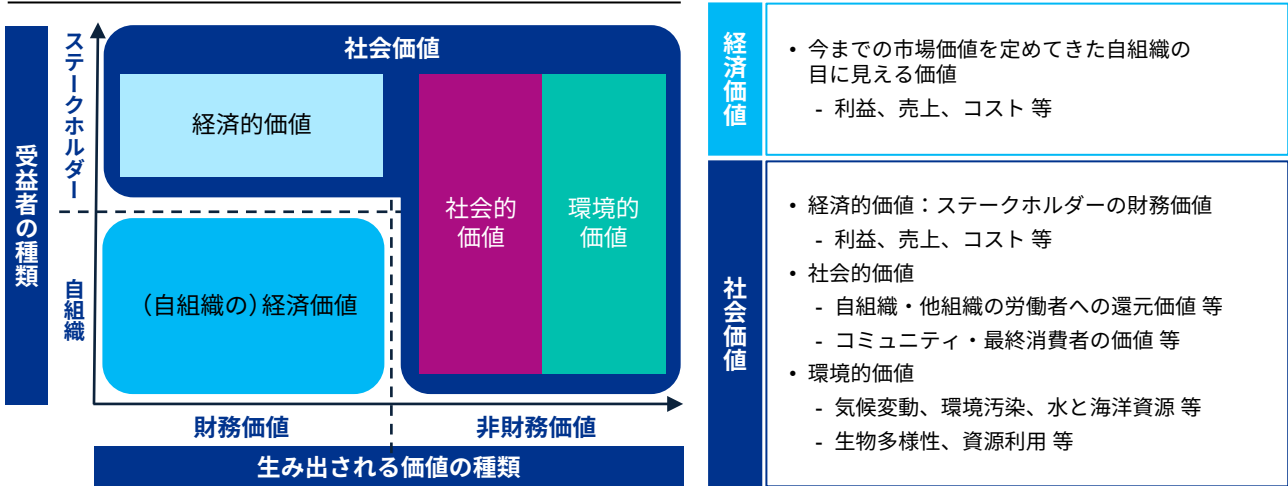 受益者の種類
ステークホルダー
自組織
社会価値
経済的価値
社会的
価値
環境的
価値
(自組織の)経済価値
財務価値
非財務価値
生み出される価値の種類
経済価値
• 今までの市場価値を定めてきた自組織の
目に見える価値
- 利益、売上、コスト 等
社会価値
• 経済的価値：ステークホルダーの財務価値
- 利益、売上、コスト 等
• 社会的価値
- 自組織・他組織の労働者への還元価値 等
- コミュニティ・最終消費者の価値 等
• 環境的価値
- 気候変動、環境汚染、水と海洋資源 等
- 生物多様性、資源利用 等